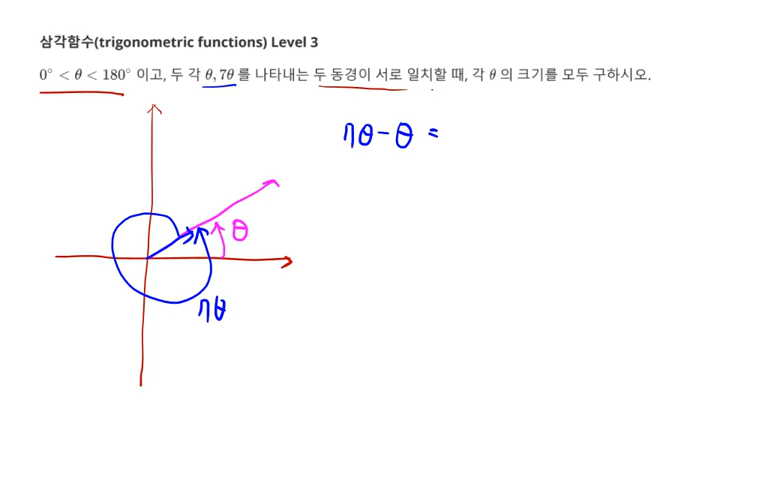 삼각함수(trigonometric functions) Level 3
0° < θ < 180° 이고, 두 각 θ, 7θ 를 나타내는 두 동경이 서로 일치할 때, 각 θ 의 크기를 모두 구하시오.
7θ - θ =
θ
7θ